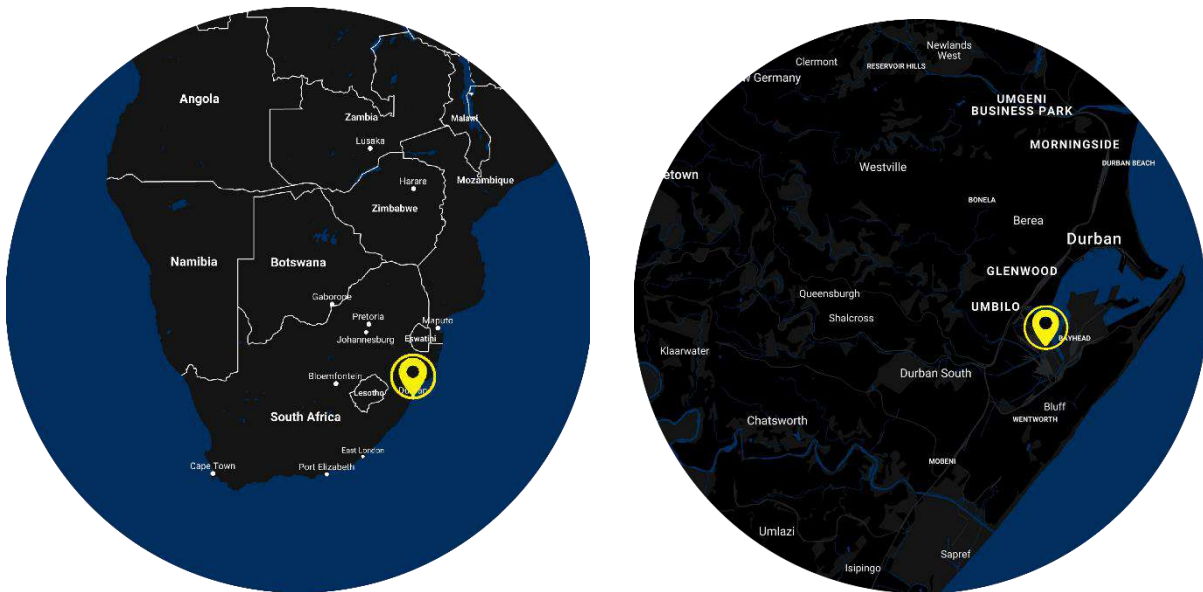 Angola
Zambia
Malawi
Lusaka
Mozambique
Harare
Zimbabwe
Namibia
Botswana
Gaborone
Pretoria
Maputo
Johannesburg
Eswatini
Bloemfontein
Lesotho
South Africa
East London
Cape Town
Port Elizabeth
Newlands
West
Clermont
RESERVOIR HILLS
w Germany
UMGENI
BUSINESS PARK
MORNINGSIDE
DURBAN BEACH
Westville
etown
BONELA
Berea
Durban
GLENWOOD
Queensburgh
UMBILO
Shalcross
BAYHEAD
Klaarwater
Durban South
Bluff
WENTWORTH
Chatsworth
MOBENI
Umlazi
Sapref
Isipingo